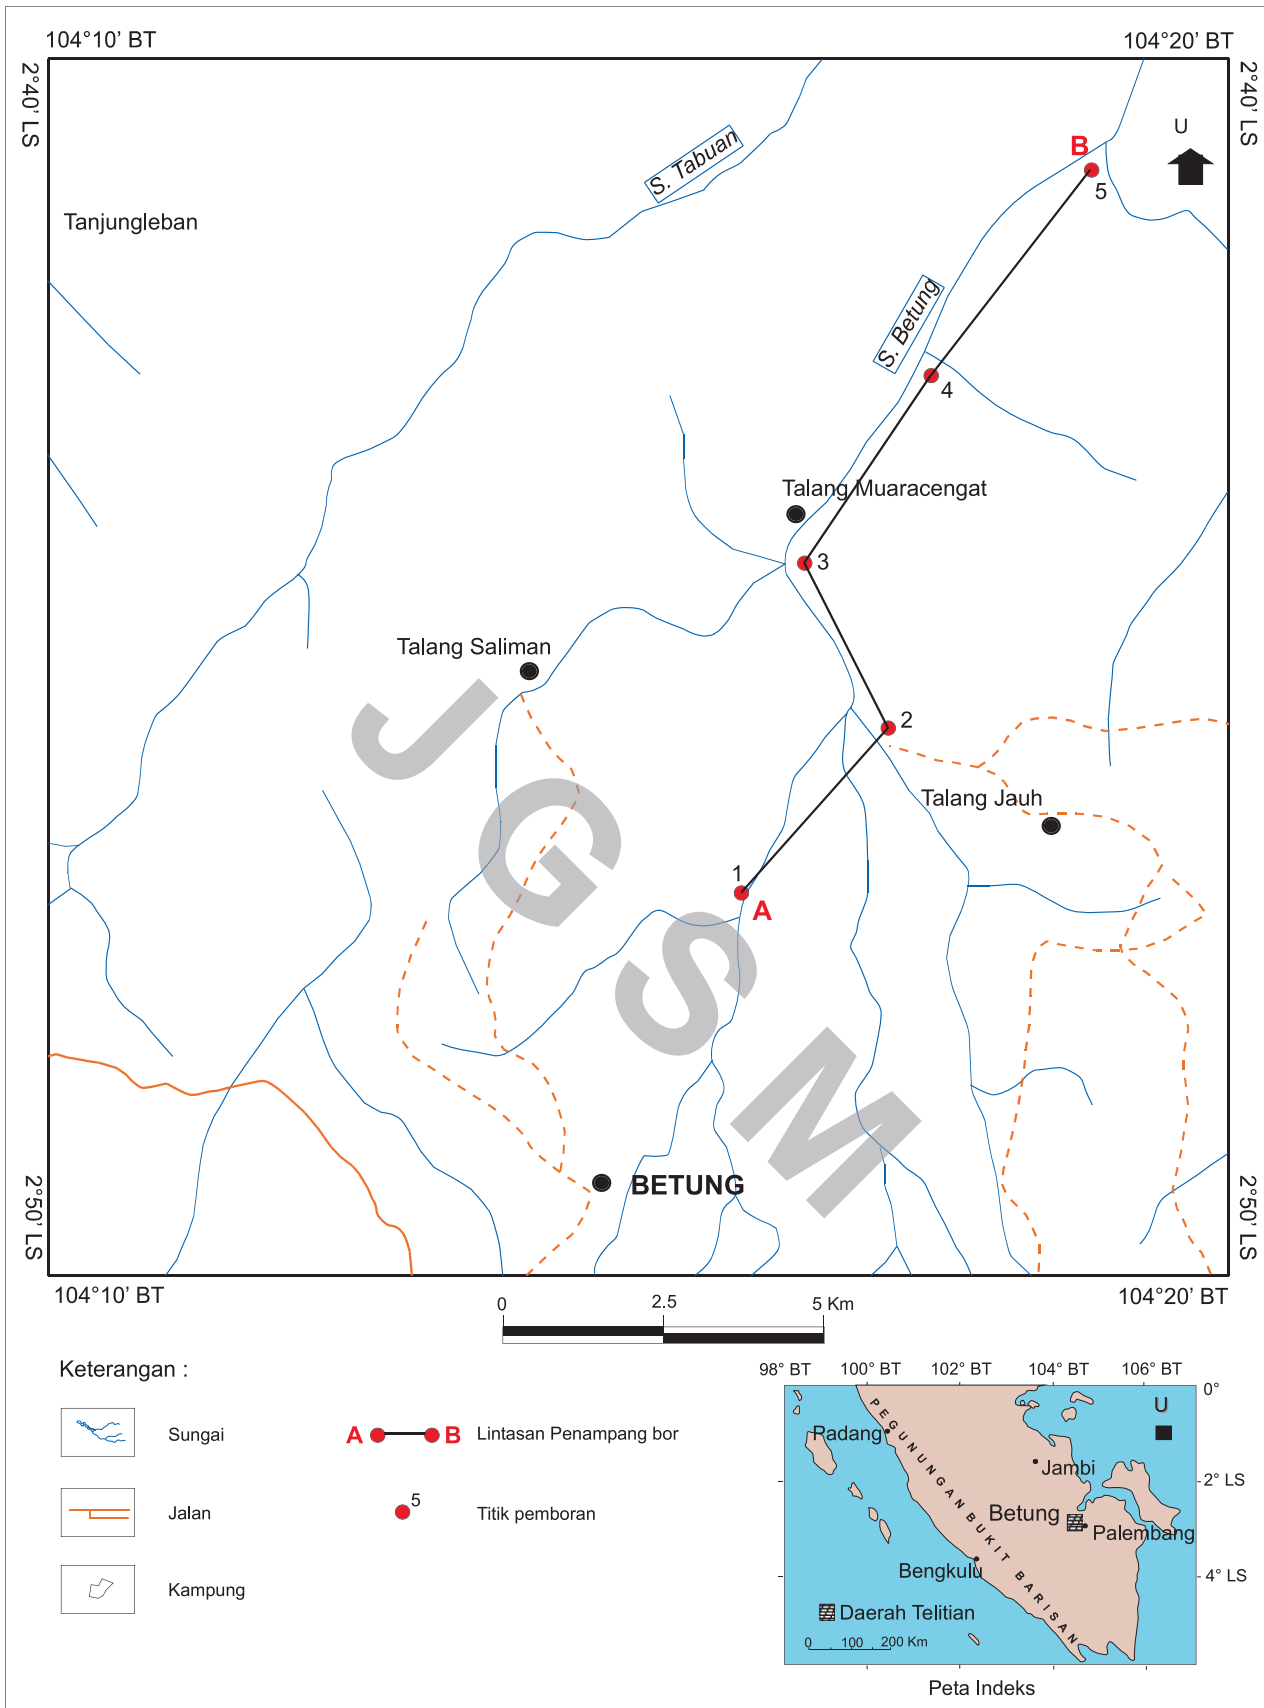 104°10' BT
104°20' BT
2°40' LS
2°40' LS
U
B
5
S. Tabuan
Tanjungleban
S. Betung
4
Talang Muaracengat
3
Talang Saliman
2
Talang Jauh
1
A
JGSM
BETUNG
2°50' LS
2°50' LS
104°10' BT
104°20' BT
0 2.5 5 Km
Keterangan :
Sungai
A B Lintasan Penampang bor
Jalan
5 Titik pemboran
Kampung
98° BT 100° BT 102° BT 104° BT 106° BT
0°
U
PEGUNUNGAN BUKIT BARISAN
Padang
Jambi
2° LS
Betung
Palembang
Bengkulu
4° LS
Daerah Telitian
0 100 200 Km
Peta Indeks